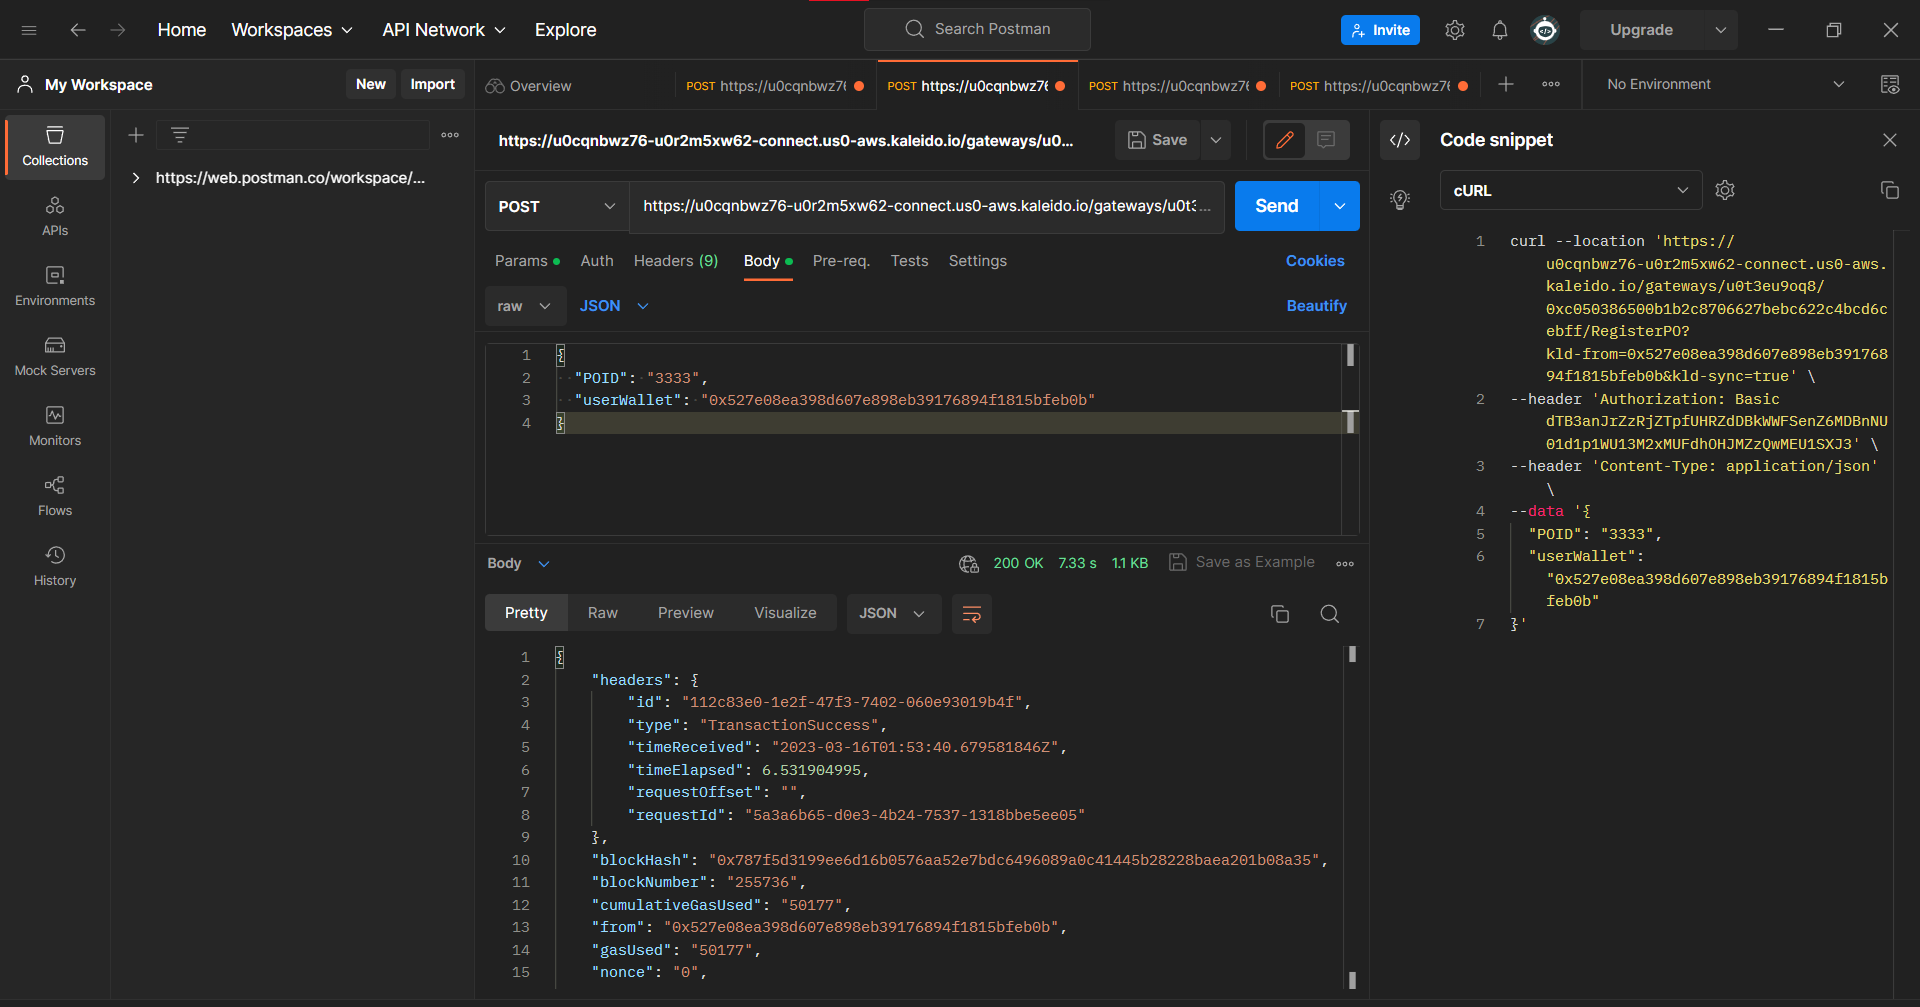 Home Workspaces API Network Explore Search Postman Invite Upgrade
My Workspace New Import
Overview POST https://u0cqnbwz76 POST https://u0cqnbwz76 POST https://u0cqnbwz76 POST https://u0cqnbwz76 No Environment
Collections
APIs
Environments
Mock Servers
Monitors
Flows
History
https://web.postman.co/workspace/...
https://u0cqnbwz76-u0r2m5xw62-connect.us0-aws.kaleido.io/gateways/u0... Save
POST https://u0cqnbwz76-u0r2m5xw62-connect.us0-aws.kaleido.io/gateways/u0t3... Send
Params Auth Headers (9) Body Pre-req. Tests Settings Cookies
raw JSON Beautify
1 {
2 "POID": "3333",
3 "userWallet": "0x527e08ea398d607e898eb39176894f1815bfeb0b"
4 }
Body 200 OK 7.33 s 1.1 KB Save as Example
Pretty Raw Preview Visualize JSON
1 {
2 "headers": {
3 "id": "112c83e0-1e2f-47f3-7402-060e93019b4f",
4 "type": "TransactionSuccess",
5 "timeReceived": "2023-03-16T01:53:40.679581846Z",
6 "timeElapsed": 6.531904995,
7 "requestOffset": "",
8 "requestId": "5a3a6b65-d0e3-4b24-7537-1318bbe5ee05"
9 },
10 "blockHash": "0x787f5d3199ee6d16b0576aa52e7bdc6496089a0c41445b28228baea201b08a35",
11 "blockNumber": "255736",
12 "cumulativeGasUsed": "50177",
13 "from": "0x527e08ea398d607e898eb39176894f1815bfeb0b",
14 "gasUsed": "50177",
15 "nonce": "0",
</> Code snippet
cURL
1 curl --location 'https://
u0cqnbwz76-u0r2m5xw62-connect.us0-aws.
kaleido.io/gateways/u0t3eu9oq8/
0xc050386500b1b2c8706627bebc622c4bcd6c
ebff/RegisterPO?
kld-from=0x527e08ea398d607e898eb391768
94f1815bfeb0b&kld-sync=true' \
2 --header 'Authorization: Basic
dTB3anJrZzRjZTpfUHRZdDBkWWFSenZ6MDBnNU
01d1p1WU13M2xMUFdhOHJMZzQwMEU1SXJ3' \
3 --header 'Content-Type: application/json'
\
4 --data '{
5 "POID": "3333",
6 "userWallet":
"0x527e08ea398d607e898eb39176894f1815b
feb0b"
7 }'